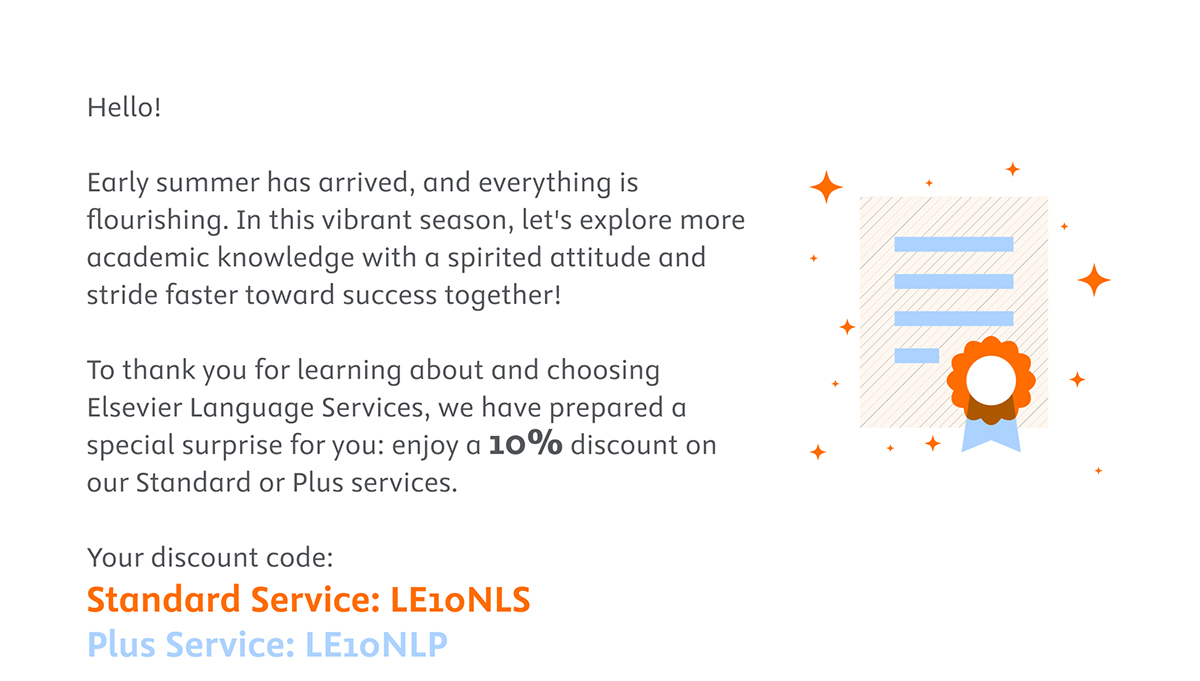 Hello!
Early summer has arrived, and everything is
flourishing. In this vibrant season, let's explore more
academic knowledge with a spirited attitude and
stride faster toward success together!
To thank you for learning about and choosing
Elsevier Language Services, we have prepared a
special surprise for you: enjoy a 10% discount on
our Standard or Plus services.
Your discount code:
Standard Service: LE10NLS
Plus Service: LE10NLP